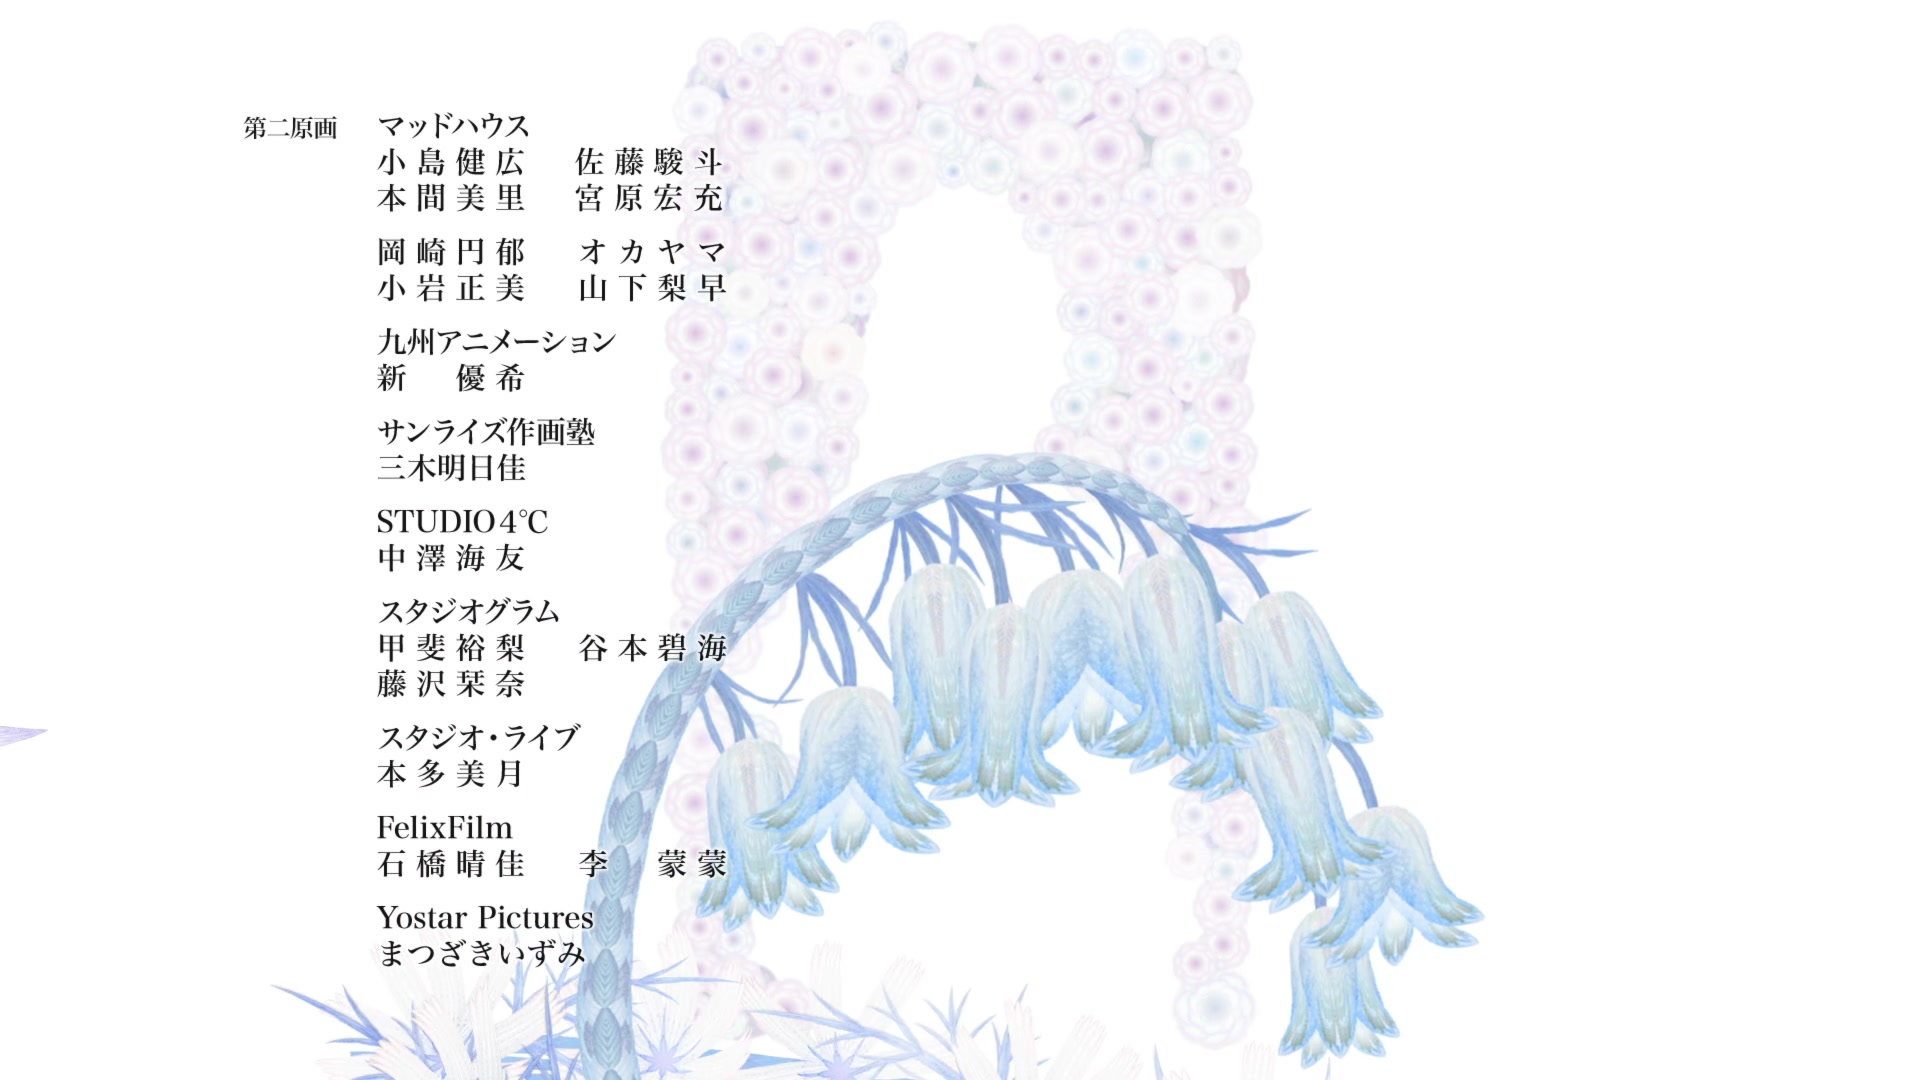 第二原画 マッドハウス
小島健広 佐藤駿斗
本間美里 宮原宏充
岡崎円郁 オカヤマ
小岩正美 山下梨早
九州アニメーション
新 優希
サンライズ作画塾
三木明日佳
STUDIO4℃
中澤海友
スタジオグラム
甲斐裕梨 谷本碧海
藤沢栞奈
スタジオ・ライブ
本多美月
FelixFilm
石橋晴佳 李 蒙蒙
Yostar Pictures
まつざきいずみ